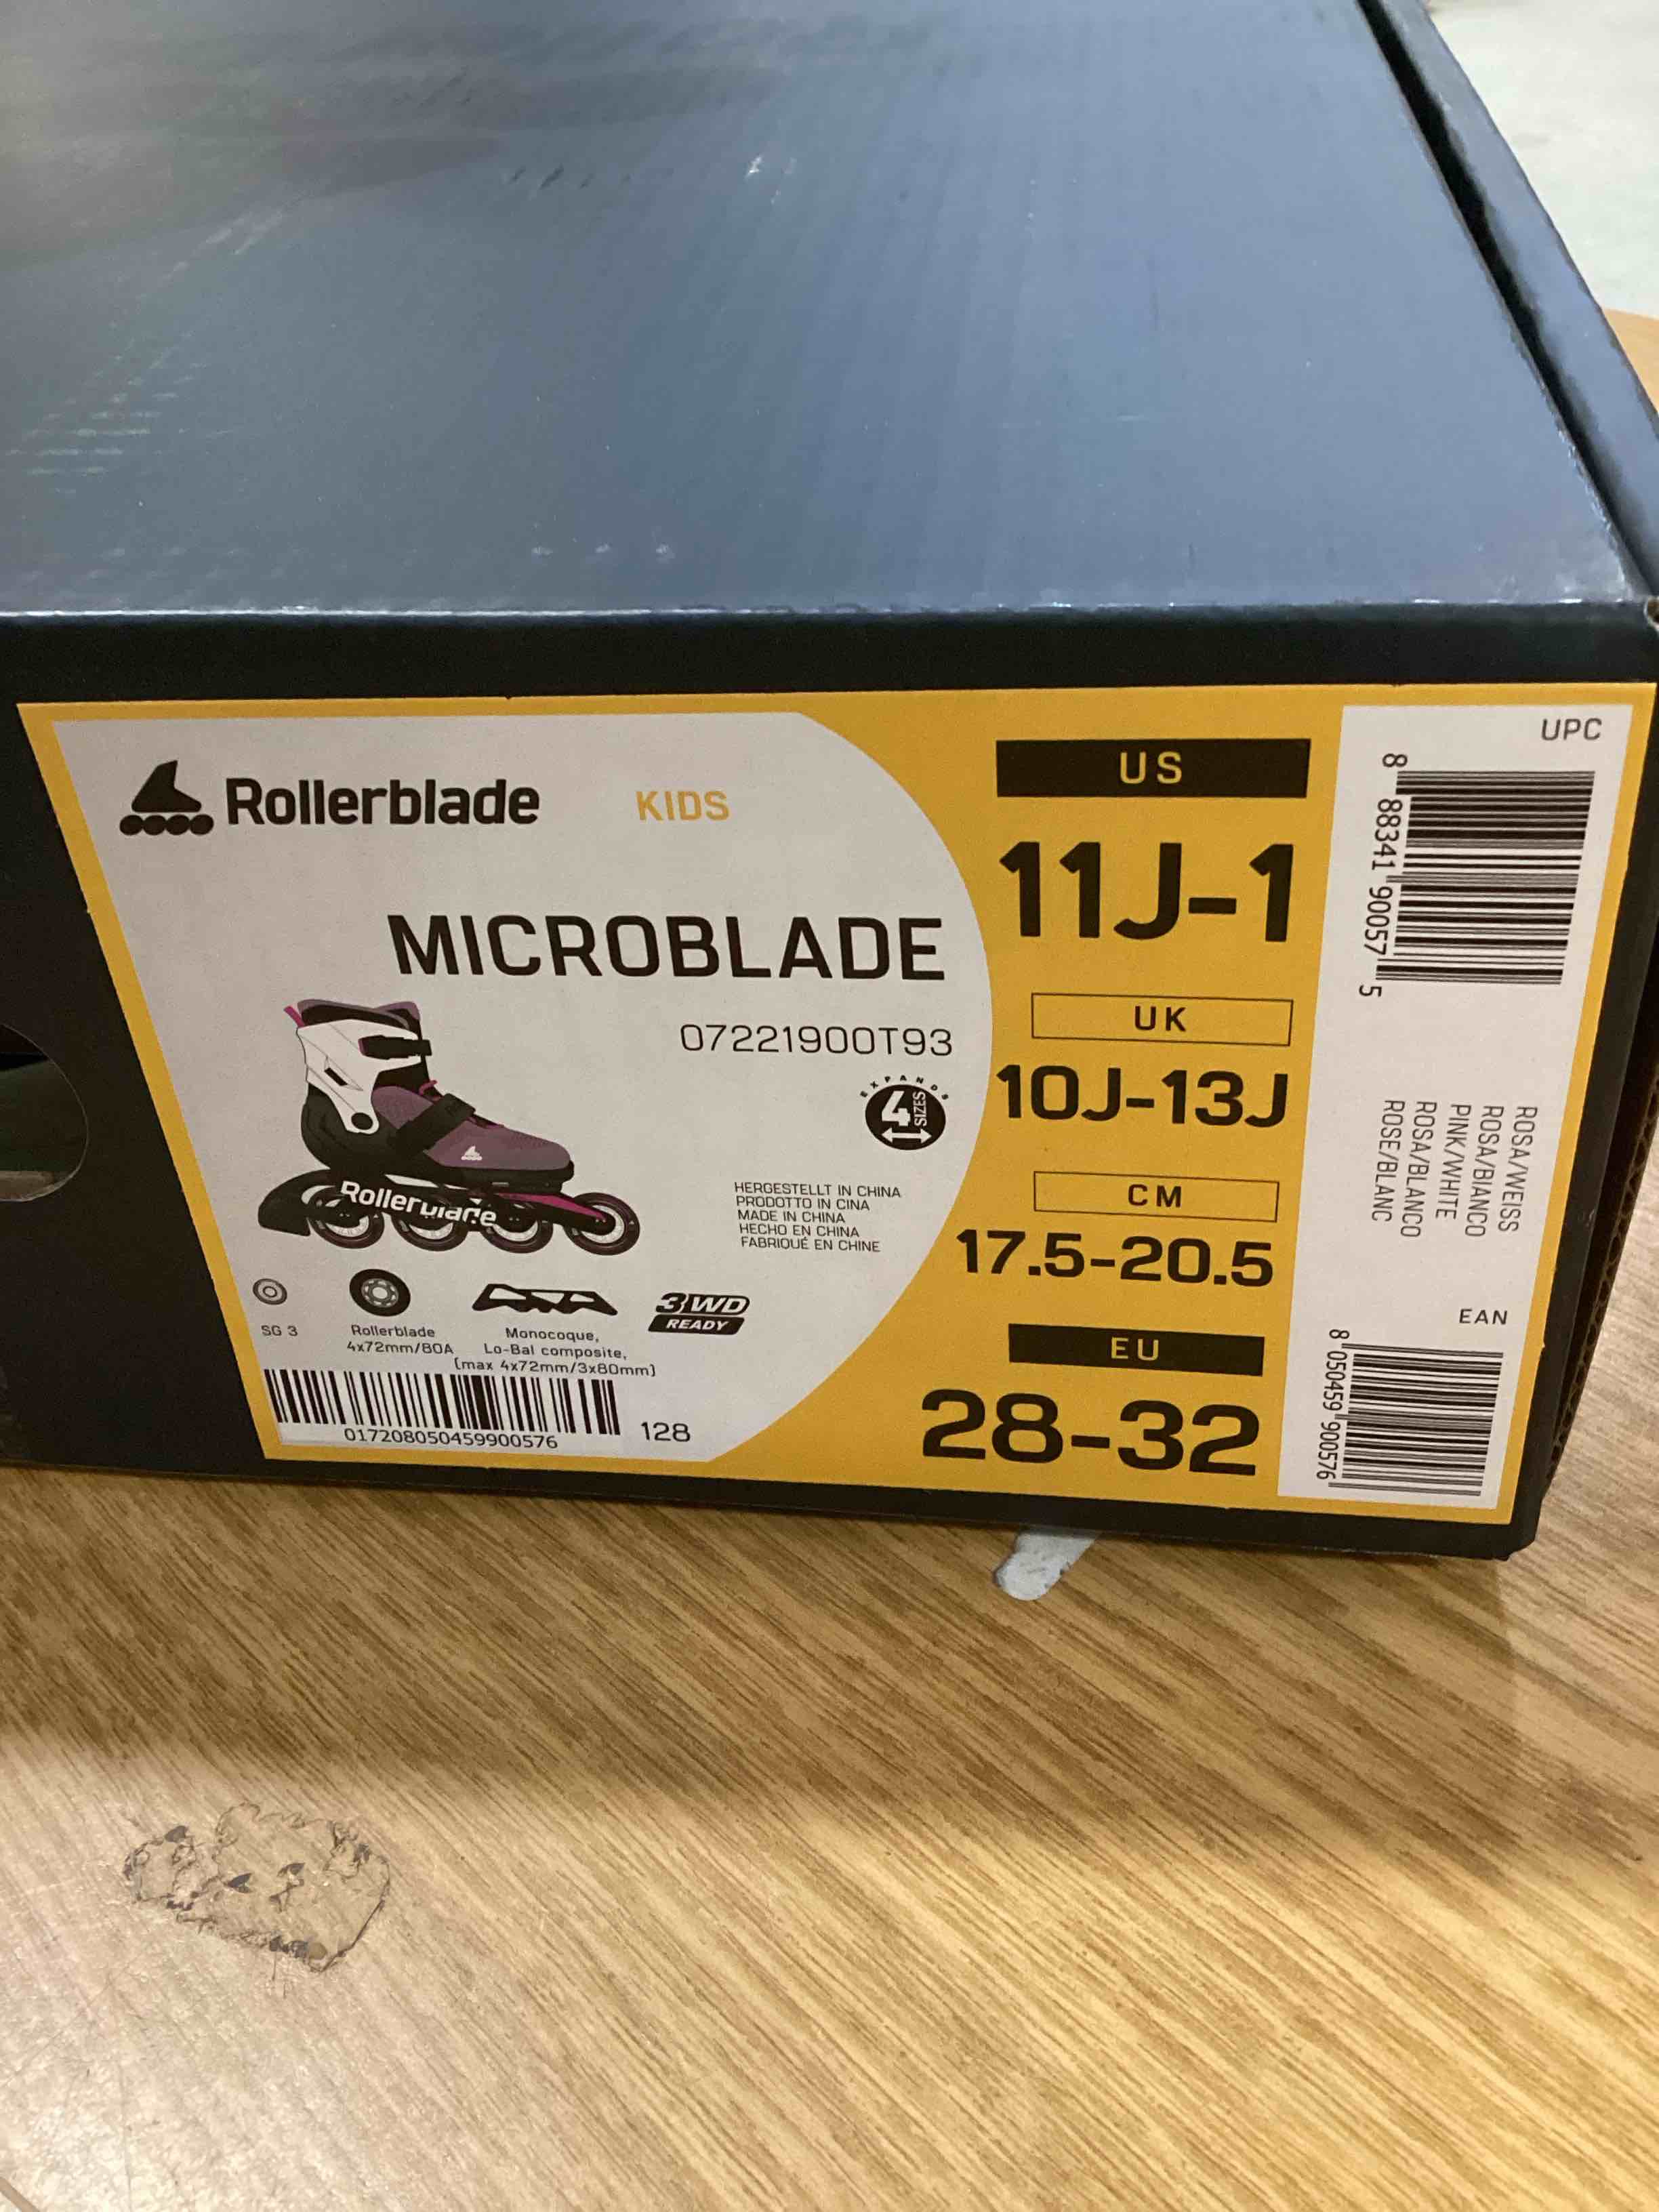 Rollerblade KIDS
MICROBLADE
07221900T93
EXPANDS
4 SIZES
Rollerblade
HERGESTELLT IN CHINA
PRODOTTO IN CINA
MADE IN CHINA
HECHO EN CHINA
FABRIQUÉ EN CHINE
SG 3
Rollerblade
4x72mm/80A
Monocoque,
Lo-Bal composite,
(max 4x72mm/3x80mm)
3WD
READY
017208050459900576
128
US
11J-1
UK
10J-13J
CM
17.5-20.5
EU
28-32
UPC
8 88341 90057 5
ROSA/WEISS
ROSA/BIANCO
PINK/WHITE
ROSA/BLANCO
ROSE/BLANC
EAN
8 050459 900576